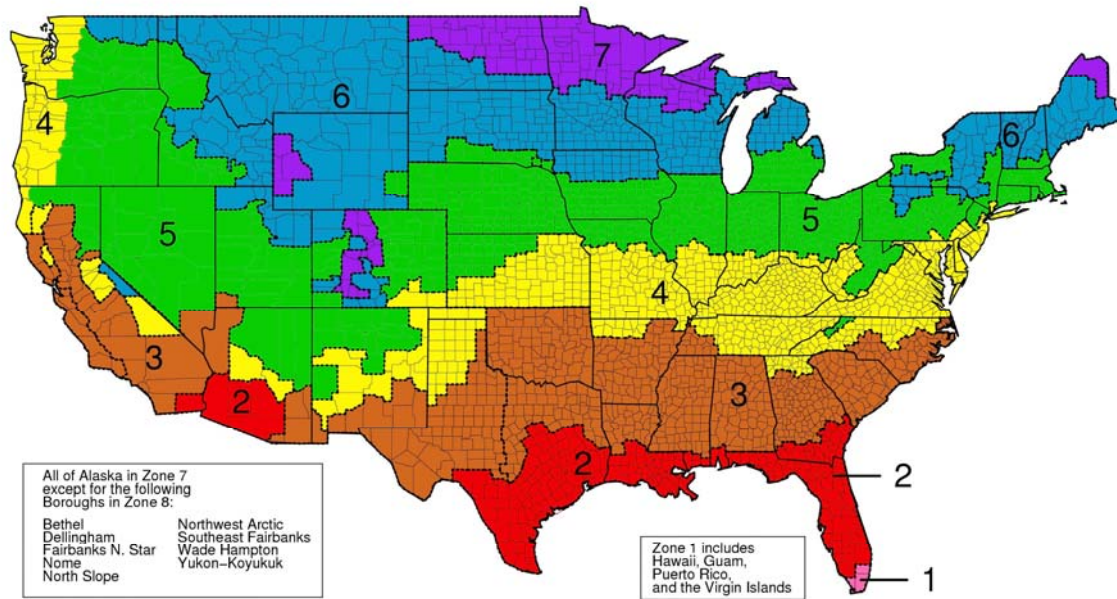 7
6
4
6
5
5
4
3
3
2
2
2
1
All of Alaska in Zone 7
except for the following
Boroughs in Zone 8:
Bethel Northwest Arctic
Dellingham Southeast Fairbanks
Fairbanks N. Star Wade Hampton
Nome Yukon-Koyukuk
North Slope
Zone 1 includes
Hawaii, Guam,
Puerto Rico,
and the Virgin Islands